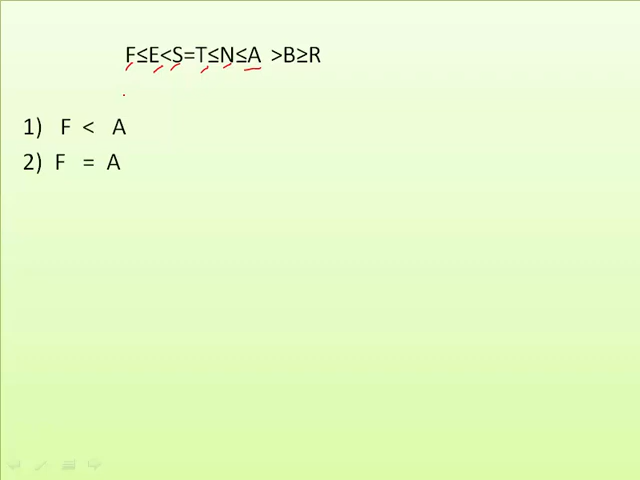 F≤E<S=T≤N≤A >B≥R
1) F < A
2) F = A